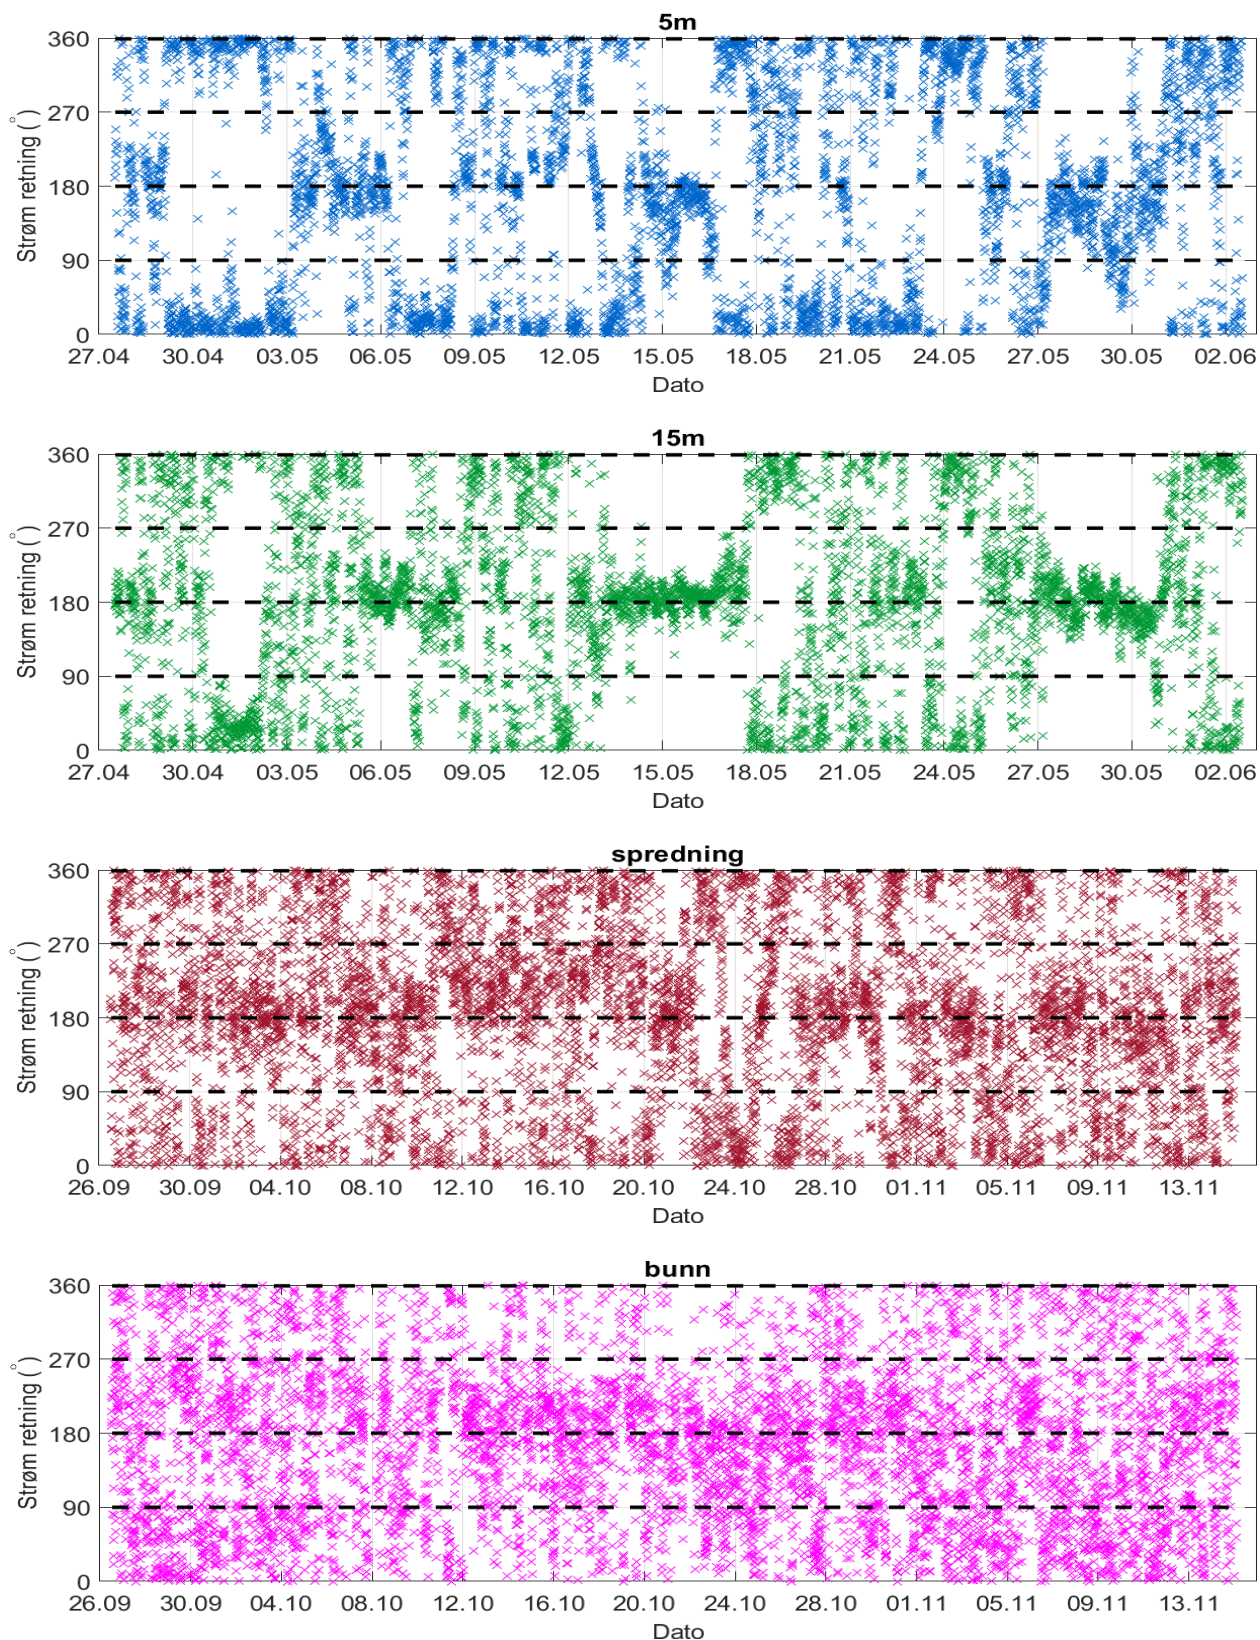 5m
360
270
180
90
0
Strøm retning (°)
27.04 30.04 03.05 06.05 09.05 12.05 15.05 18.05 21.05 24.05 27.05 30.05 02.06
Dato
15m
360
270
180
90
0
Strøm retning (°)
27.04 30.04 03.05 06.05 09.05 12.05 15.05 18.05 21.05 24.05 27.05 30.05 02.06
Dato
spredning
360
270
180
90
0
Strøm retning (°)
26.09 30.09 04.10 08.10 12.10 16.10 20.10 24.10 28.10 01.11 05.11 09.11 13.11
Dato
bunn
360
270
180
90
0
Strøm retning (°)
26.09 30.09 04.10 08.10 12.10 16.10 20.10 24.10 28.10 01.11 05.11 09.11 13.11
Dato